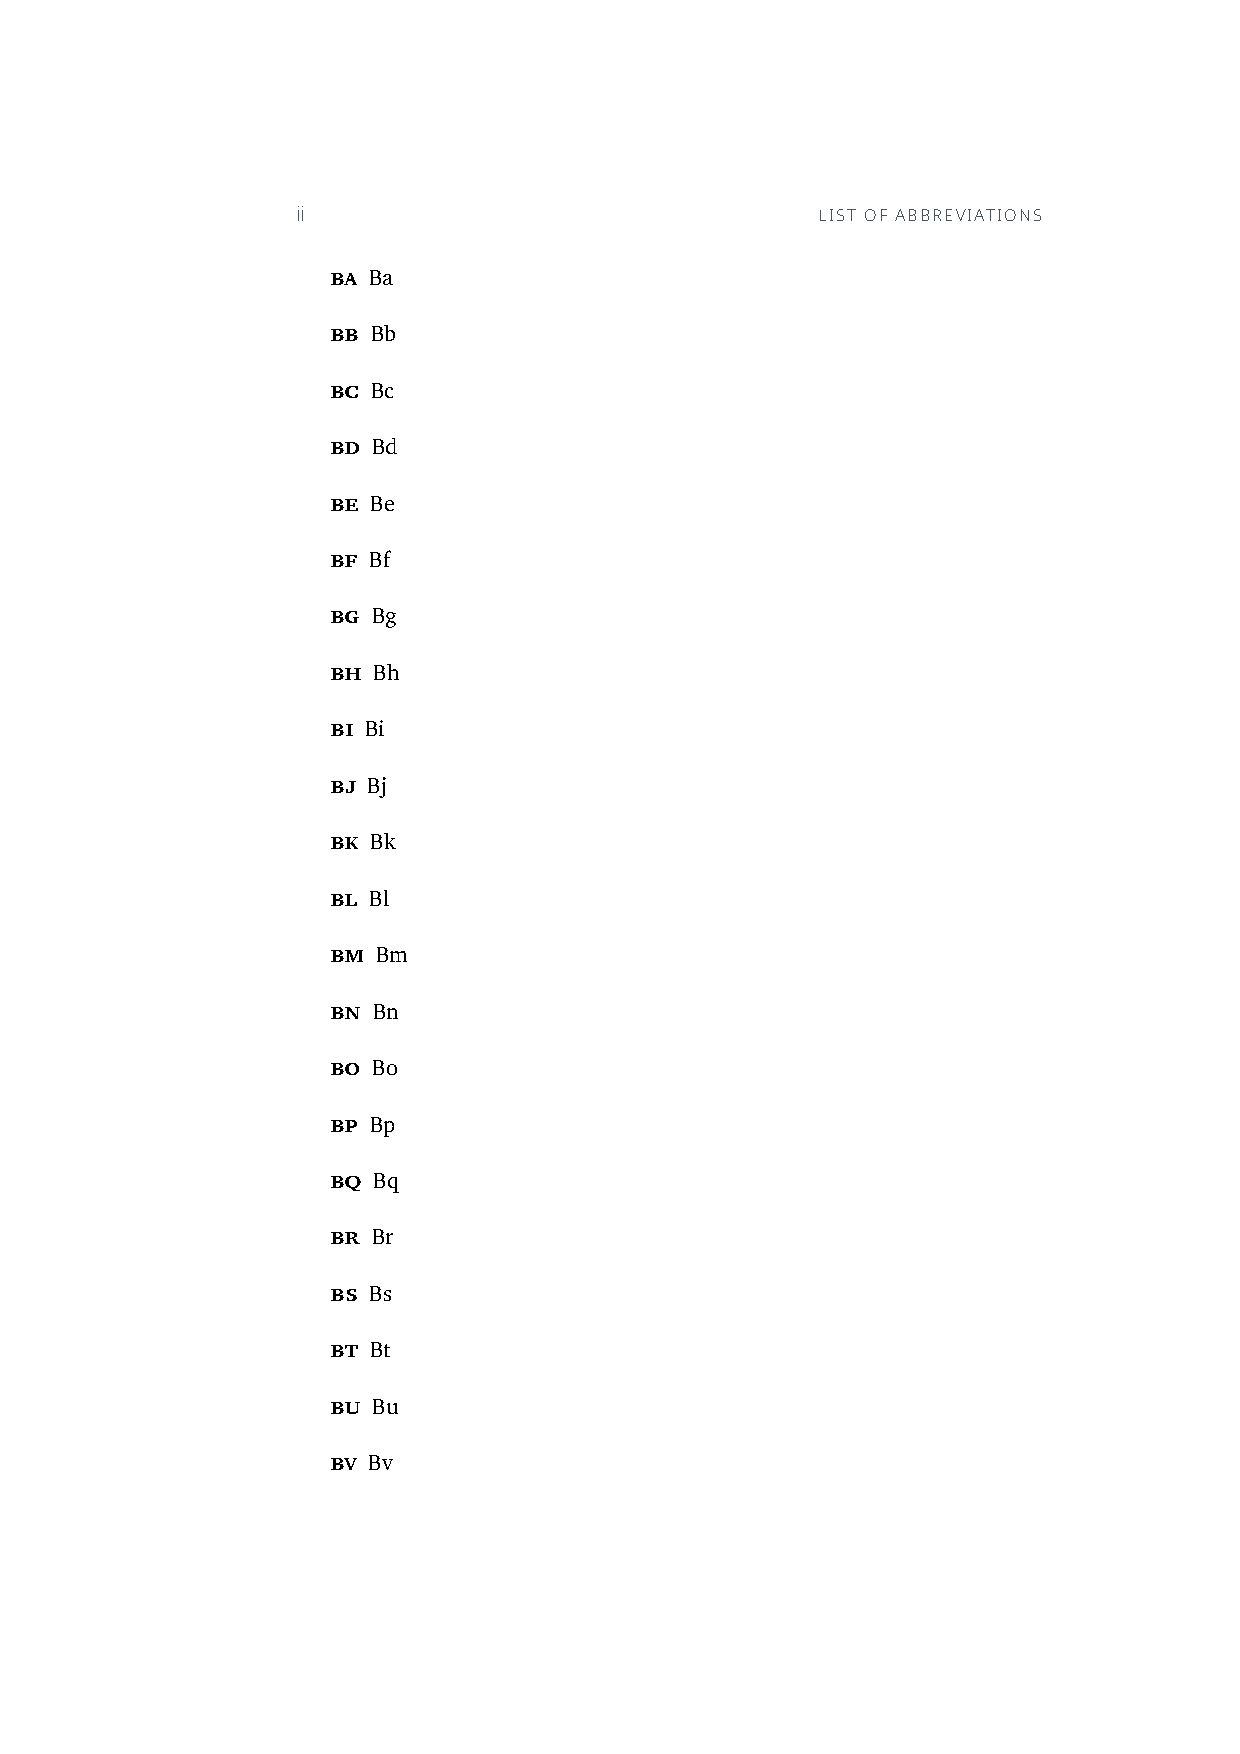 ii LIST OF ABBREVIATIONS
BA Ba
BB Bb
BC Bc
BD Bd
BE Be
BF Bf
BG Bg
BH Bh
BI Bi
BJ Bj
BK Bk
BL Bl
BM Bm
BN Bn
BO Bo
BP Bp
BQ Bq
BR Br
BS Bs
BT Bt
BU Bu
BV Bv